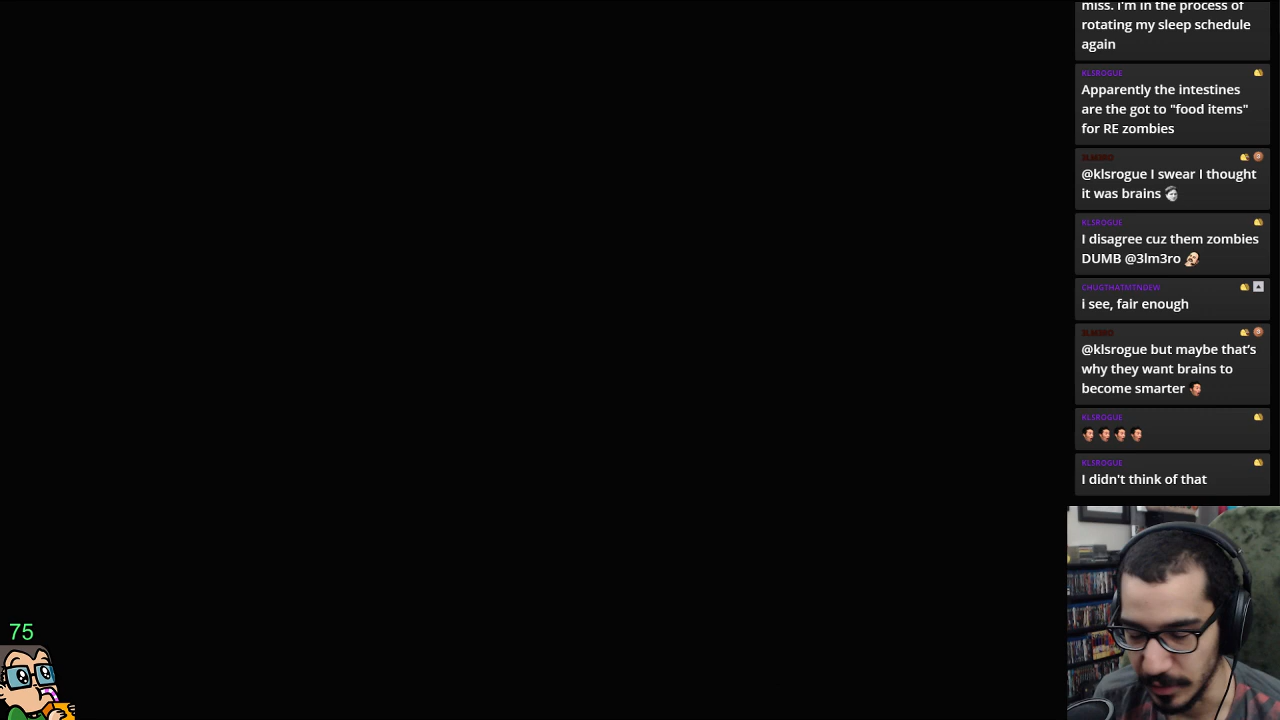 miss. I'm in the process of
rotating my sleep schedule
again
KLSROGUE
Apparently the intestines
are the got to "food items"
for RE zombies
3LM3RO
@klsrogue I swear I thought
it was brains
KLSROGUE
I disagree cuz them zombies
DUMB @3lm3ro
CHUGTHATMTNDEW
i see, fair enough
3LM3RO
@klsrogue but maybe that's
why they want brains to
become smarter
KLSROGUE
KLSROGUE
I didn't think of that
75